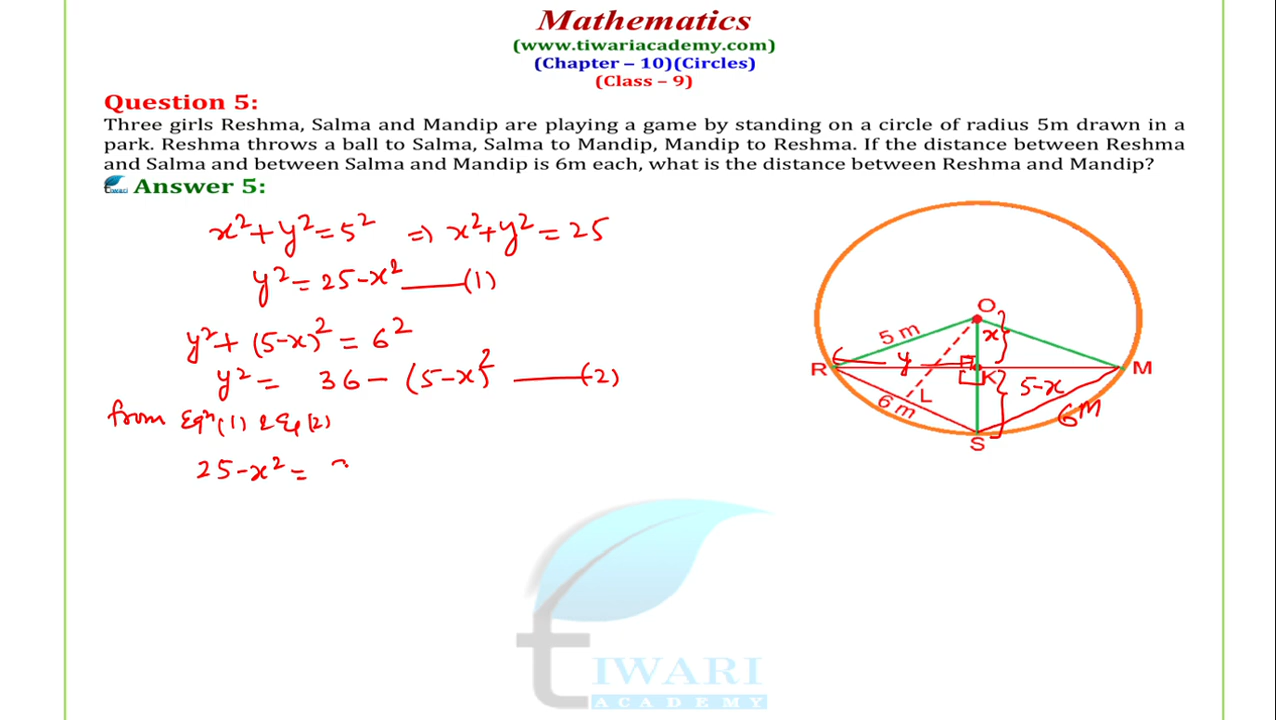 Mathematics
(www.tiwariacademy.com)
(Chapter – 10)(Circles)
(Class – 9)
Question 5:
Three girls Reshma, Salma and Mandip are playing a game by standing on a circle of radius 5m drawn in a
park. Reshma throws a ball to Salma, Salma to Mandip, Mandip to Reshma. If the distance between Reshma
and Salma and between Salma and Mandip is 6m each, what is the distance between Reshma and Mandip?
Answer 5:
x²+y²=5² ⇒ x²+y²=25
y²=25-x² —(1)
y²+(5-x)²=6²
y²= 36-(5-x)² —(2)
from Eqⁿ(1) & Eq(2)
25-x²=
O
5 m
x
R
y
K
M
5-x
L
6 m
6m
S
TIWARI
ACADEMY